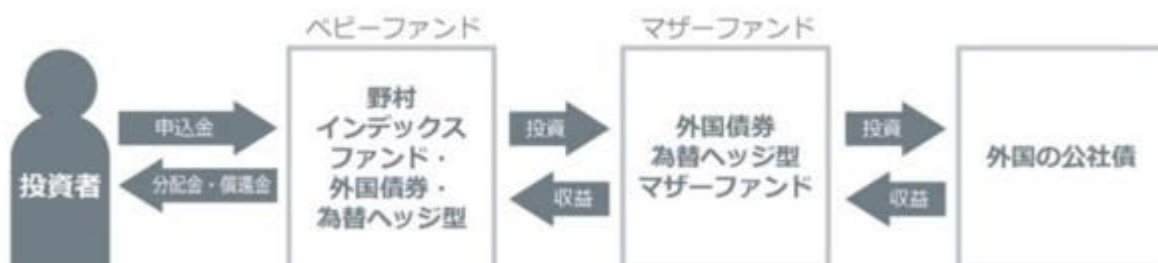 ベビーファンド
マザーファンド
投資者
申込金
分配金・償還金
野村
インデックス
ファンド・
外国債券・
為替ヘッジ型
投資
収益
外国債券
為替ヘッジ型
マザーファンド
投資
収益
外国の公社債